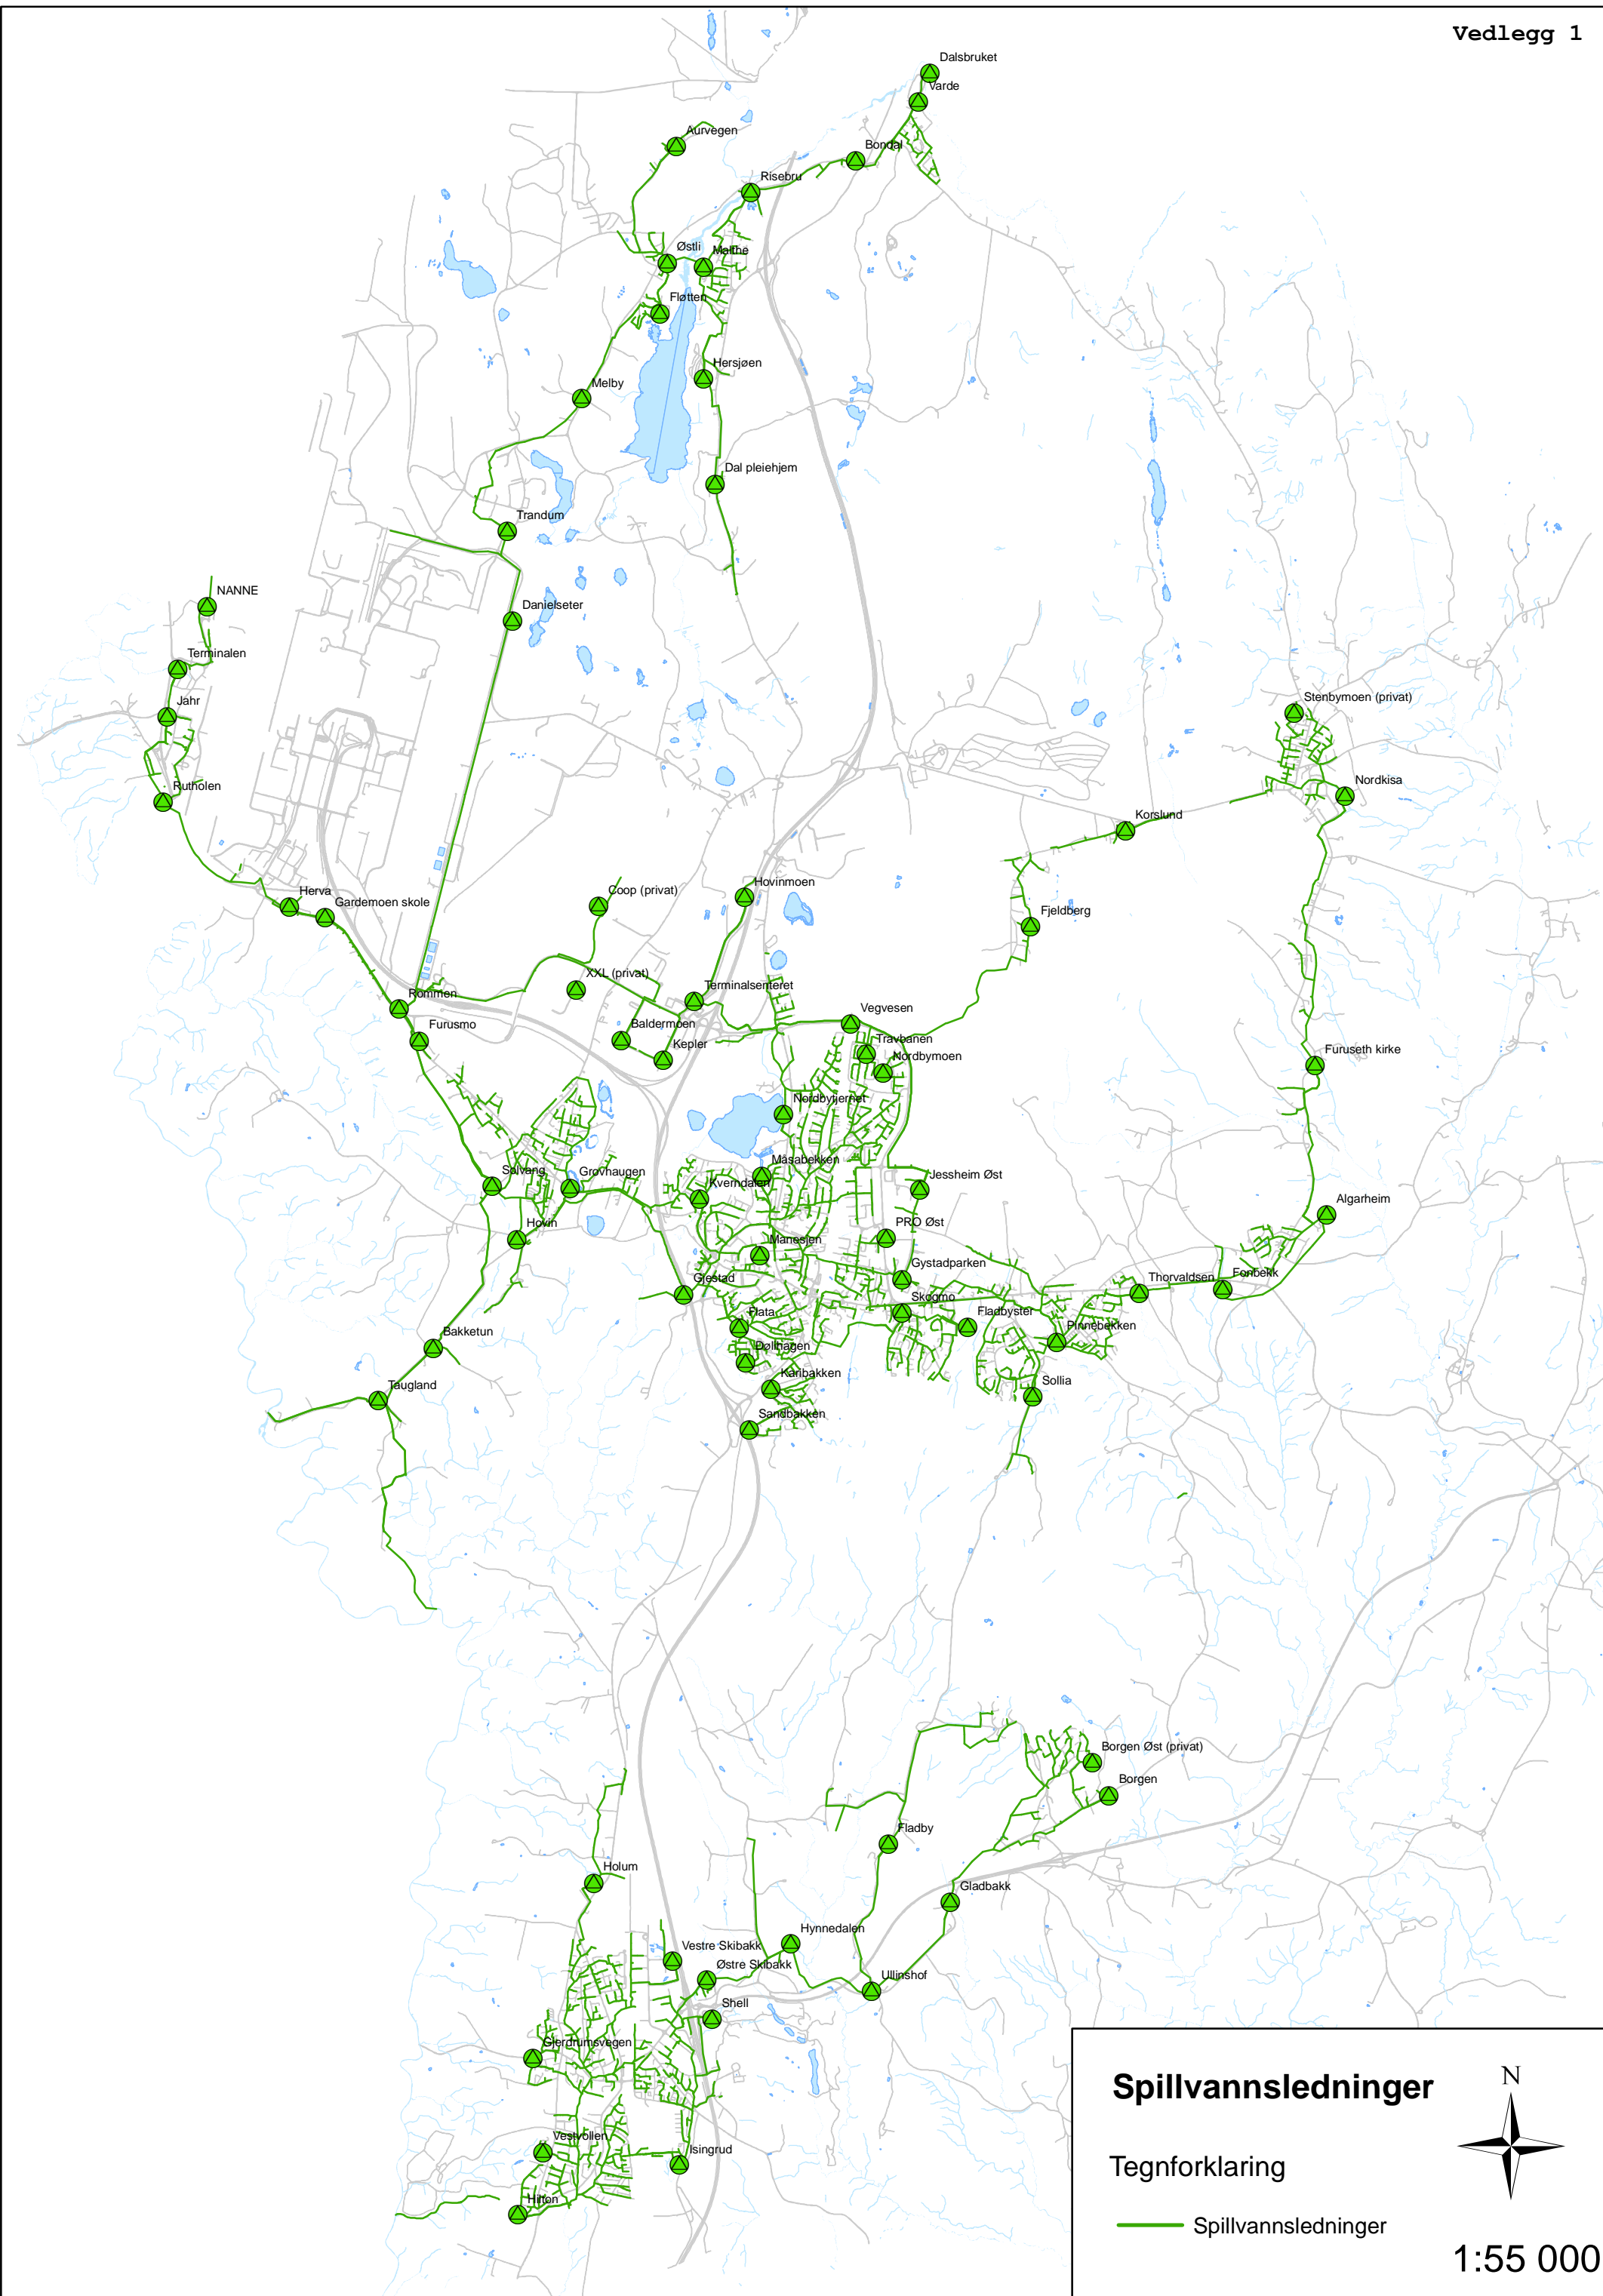 Vedlegg 1
Dalsbruket
Varde
Aurvegen
Bondal
Risebru
Østli
Malthe
Fløtten
Hersjøen
Melby
Dal pleiehjem
Trandum
NANNE
Danielseter
Terminalen
Jahr
Stenbymoen (privat)
Rutholen
Nordkisa
Korslund
Hovinmoen
Herva
Coop (privat)
Gardemoen skole
Fjeldberg
XXL (privat)
Terminalsenteret
Rommen
Vegvesen
Furusmo
Baldermoen
Travbanen
Kepler
Nordbymoen
Furuseth kirke
Nordbytjernet
Måsabekken
Solvang
Grovhaugen
Jessheim Øst
Kverndalen
Algarheim
PRO Øst
Hovin
Manesjen
Gystadparken
Gjestad
Thorvaldsen
Fonbekk
Skogmo
Flata
Fladbyster
Pinnebekken
Bakketun
Døllhagen
Karibakken
Taugland
Sollia
Sandbakken
Borgen Øst (privat)
Borgen
Fladby
Holum
Gladbakk
Hynnedalen
Vestre Skibakk
Østre Skibakk
Ullinshof
Shell
Gjerdrumsvegen
Vestvollen
Isingrud
Hilton
Spillvannsledninger
N
Tegnforklaring
Spillvannsledninger
1:55 000